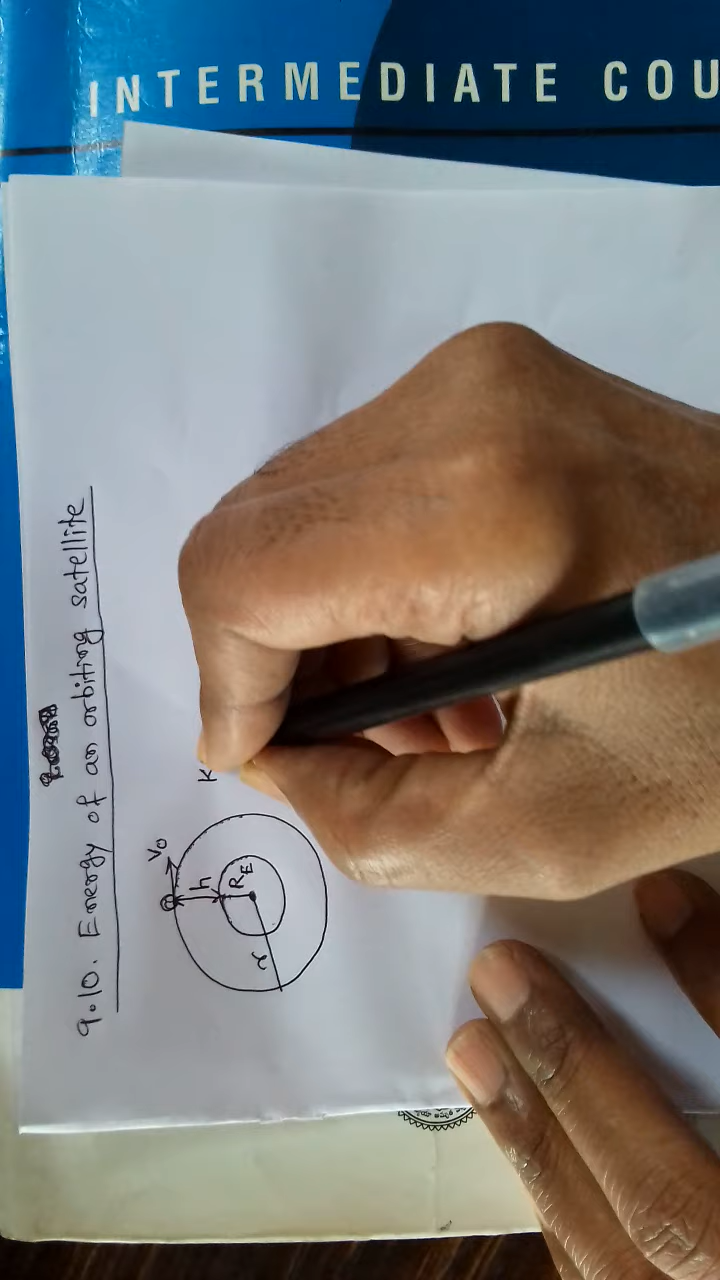 INTERMEDIATE COU
9.10. Energy of an orbiting satellite
V0
h
RE
r
K